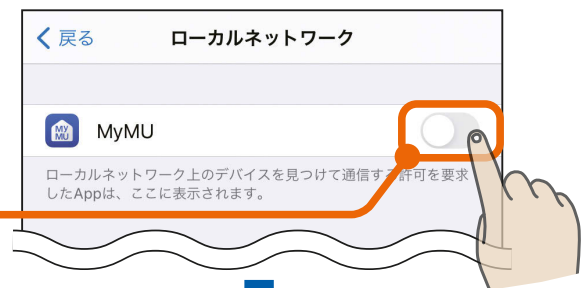 戻る
ローカルネットワーク
MY
MU
MyMU
ローカルネットワーク上のデバイスを見つけて通信する許可を要求
したAppは、ここに表示されます。